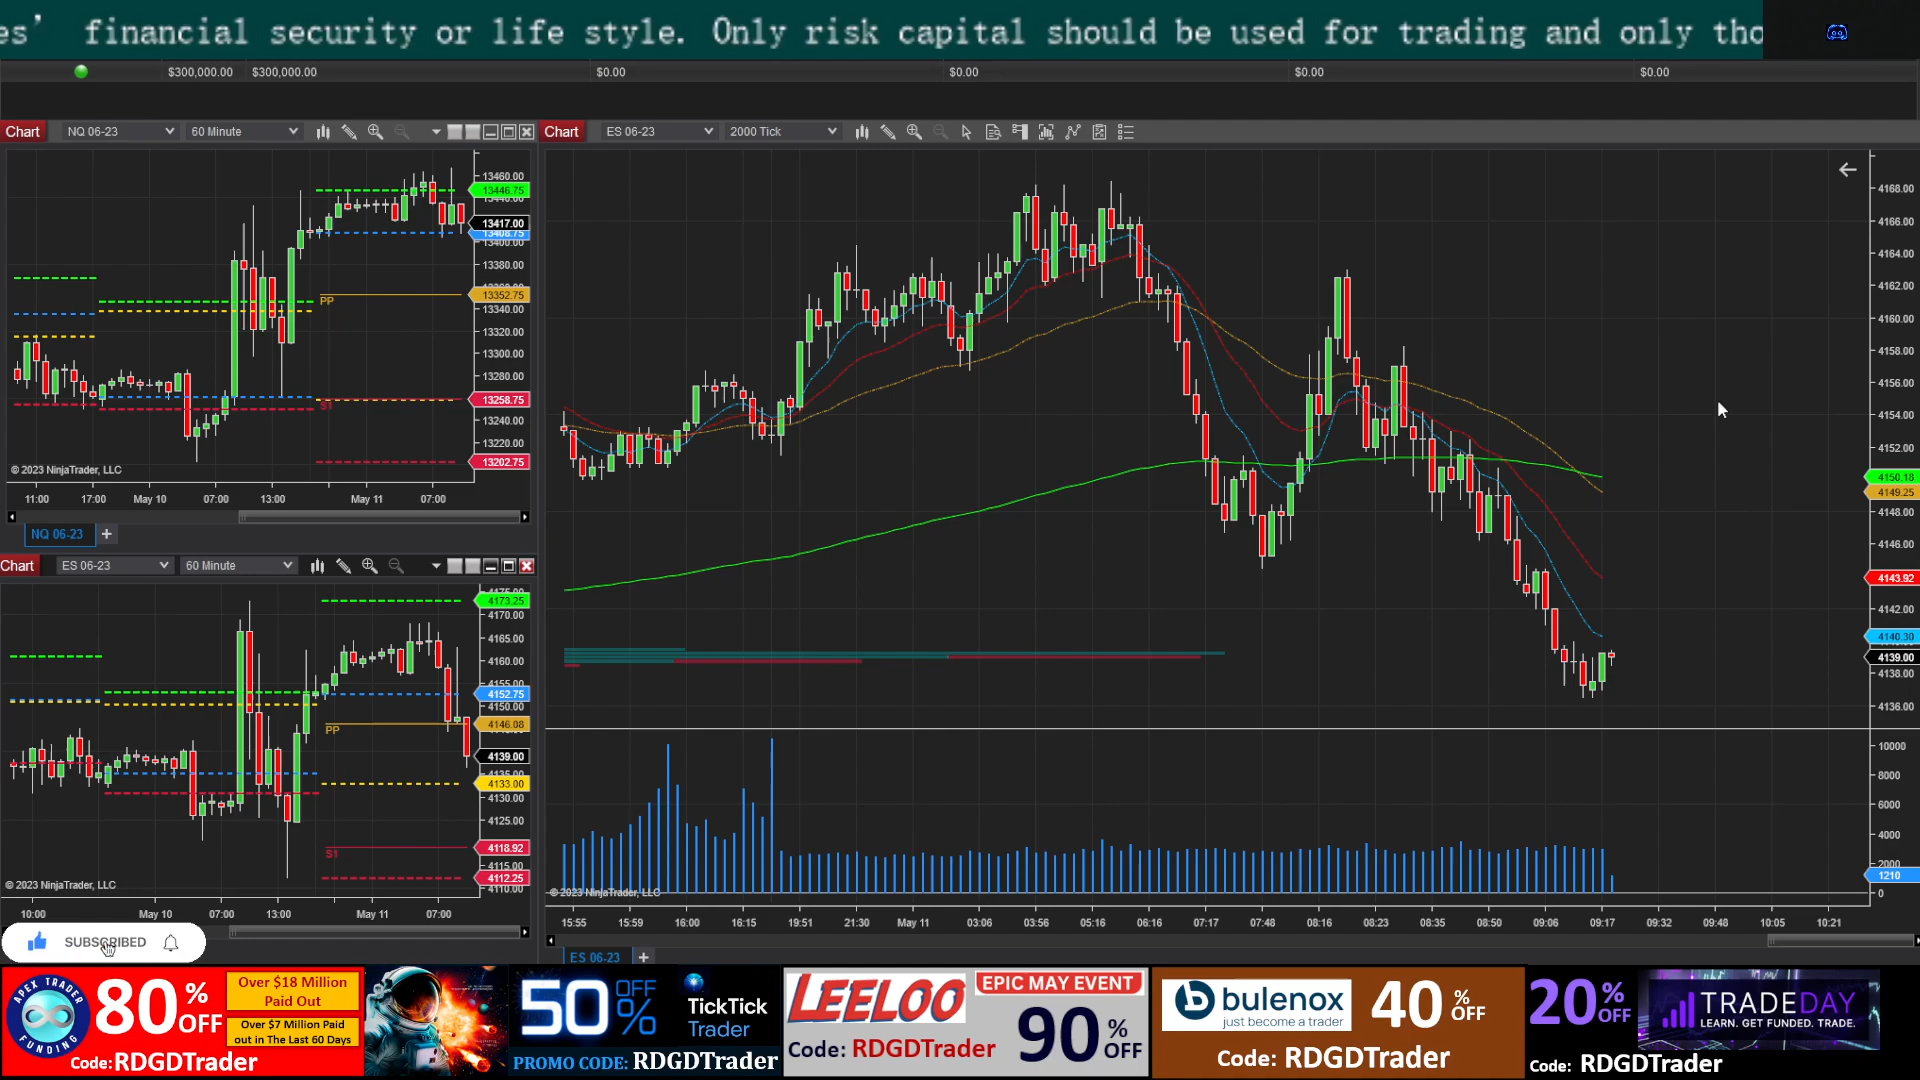 es' financial security or life style. Only risk capital should be used for trading and only tho
$300,000.00 $300,000.00 $0.00 $0.00 $0.00 $0.00
Chart NQ 06-23 60 Minute
13460.00
13446.75
13417.00
13408.75
13400.00
13380.00
13352.75
13340.00
13320.00
13300.00
13280.00
13258.75
13240.00
13220.00
13202.75
PP
S1
© 2023 NinjaTrader, LLC
11:00 17:00 May 10 07:00 13:00 May 11 07:00
NQ 06-23 +
Chart ES 06-23 60 Minute
4173.25
4170.00
4165.00
4160.00
4155.00
4152.75
4150.00
4146.08
4139.00
4135.00
4133.00
4130.00
4125.00
4118.92
4115.00
4112.25
4110.00
PP
S1
© 2023 NinjaTrader, LLC
10:00 May 10 07:00 13:00 May 11 07:00
SUBSCRIBED
Chart ES 06-23 2000 Tick
4168.00
4166.00
4164.00
4162.00
4160.00
4158.00
4156.00
4154.00
4152.00
4150.18
4149.25
4148.00
4146.00
4143.92
4142.00
4140.30
4139.00
4138.00
4136.00
10000
8000
6000
4000
2000
1210
0
© 2023 NinjaTrader, LLC
15:55 15:59 16:00 16:15 19:51 21:30 May 11 03:06 03:56 05:16 06:16 07:17 07:48 08:16 08:23 08:35 08:50 09:06 09:17 09:32 09:48 10:05 10:21
ES 06-23 +
APEX TRADER FUNDING
80% OFF
Over $18 Million
Paid Out
Over $7 Million Paid
out in The Last 60 Days
Code:RDGDTrader
50% OFF
TickTick
Trader
PROMO CODE: RDGDTrader
LEELOO
EPIC MAY EVENT
90% OFF
Code: RDGDTrader
bulenox
just become a trader
40% OFF
Code: RDGDTrader
20% OFF
TRADEDAY
LEARN. GET FUNDED. TRADE.
Code: RDGDTrader